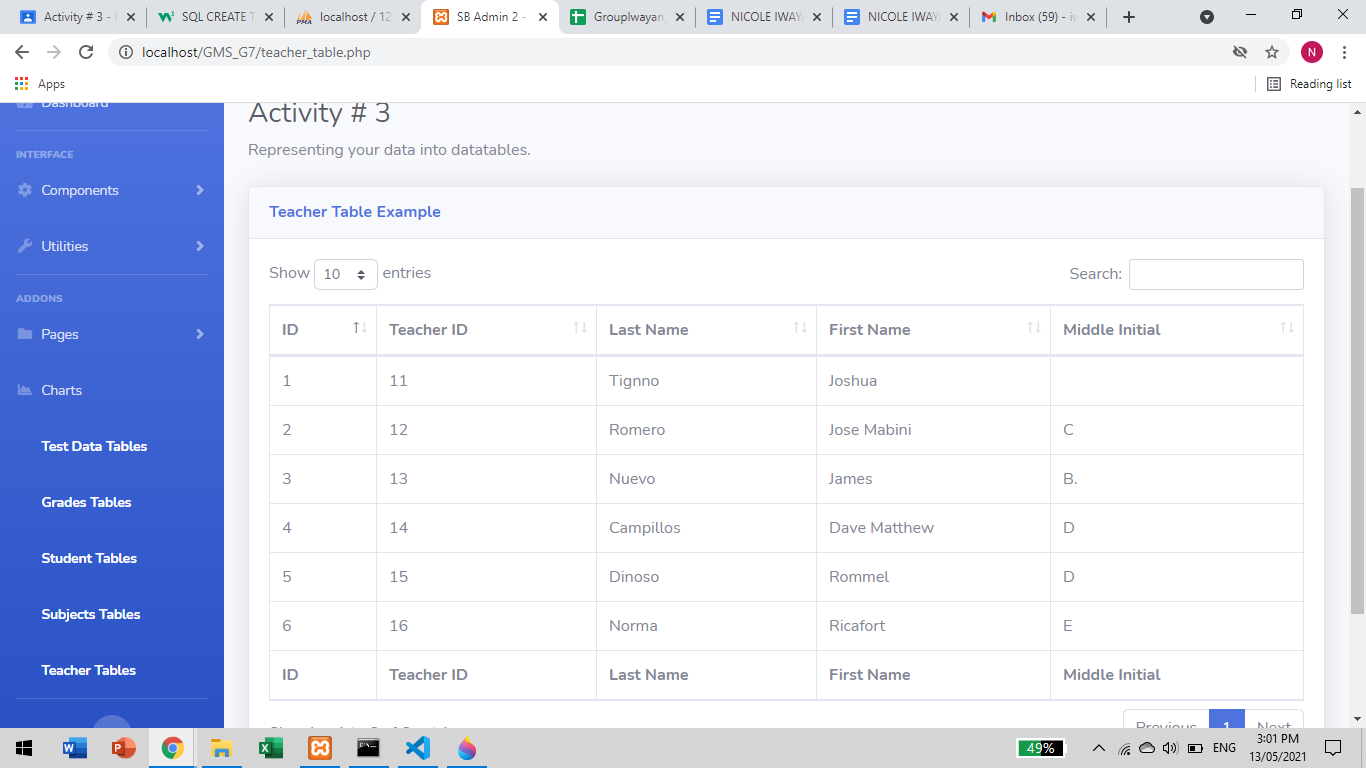 Activity # 3 - F
SQL CREATE T
localhost / 12
SB Admin 2 -
GroupIwayan_
NICOLE IWAY
NICOLE IWAY
Inbox (59) - iw
localhost/GMS_G7/teacher_table.php
N
Apps
Reading list
Dashboard
INTERFACE
Components
Utilities
ADDONS
Pages
Charts
Test Data Tables
Grades Tables
Student Tables
Subjects Tables
Teacher Tables
Activity # 3
Representing your data into datatables.
Teacher Table Example
Show 10 entries Search:
ID Teacher ID Last Name First Name Middle Initial
1 11 Tignno Joshua
2 12 Romero Jose Mabini C
3 13 Nuevo James B.
4 14 Campillos Dave Matthew D
5 15 Dinoso Rommel D
6 16 Norma Ricafort E
ID Teacher ID Last Name First Name Middle Initial
Previous 1 Next
49%
ENG
3:01 PM
13/05/2021